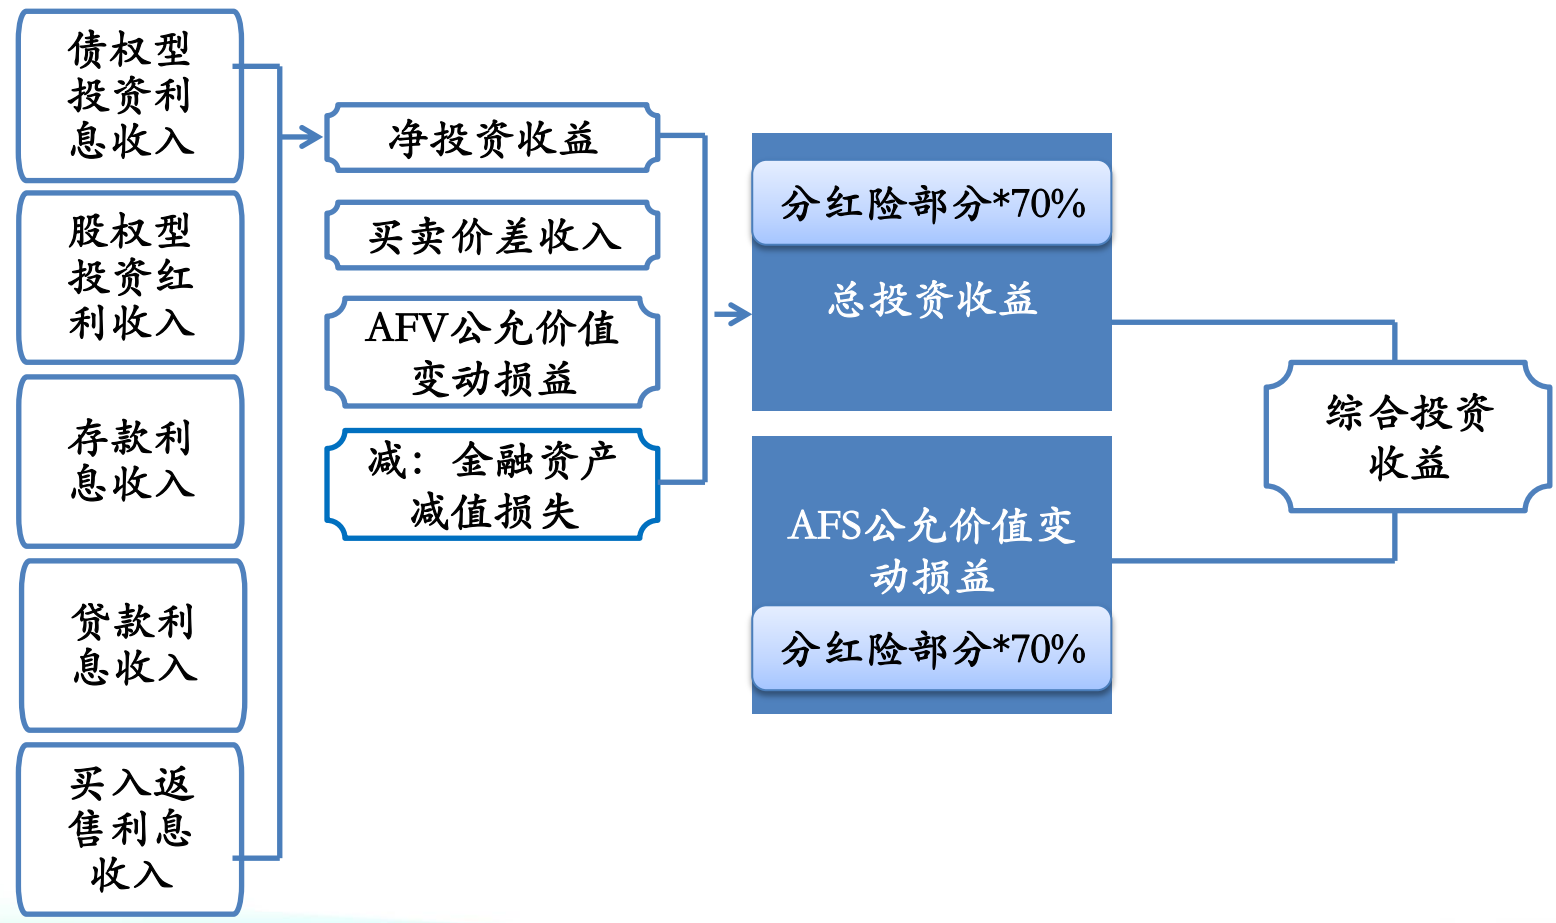 债权型
投资利
息收入
股权型
投资红
利收入
存款利
息收入
贷款利
息收入
买入返
售利息
收入
净投资收益
买卖价差收入
AFV公允价值
变动损益
减：金融资产
减值损失
分红险部分*70%
总投资收益
AFS公允价值变
动损益
分红险部分*70%
综合投资
收益